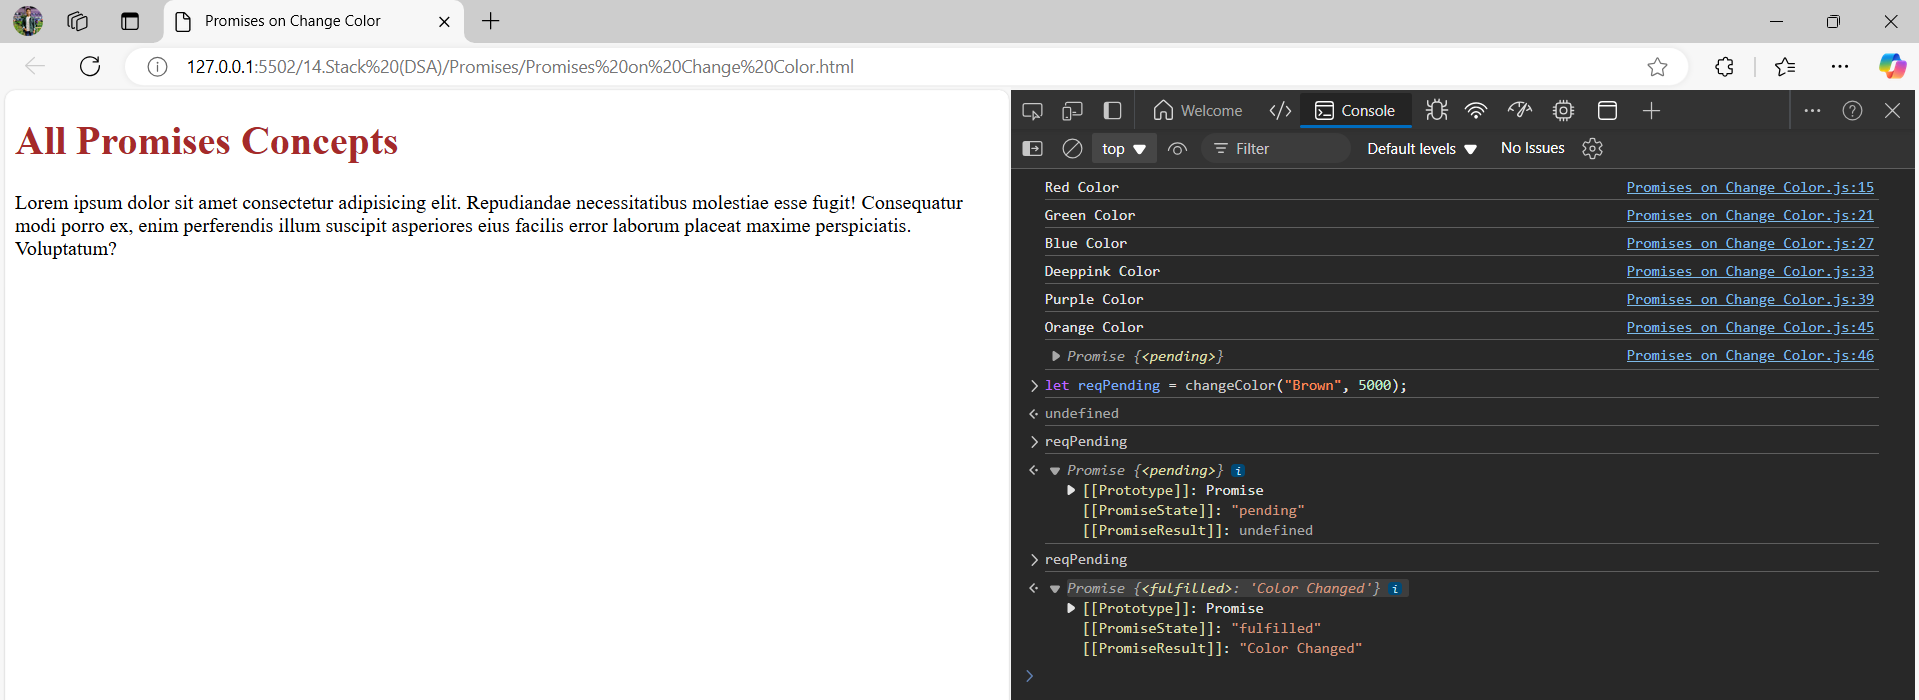 Promises on Change Color
127.0.0.1:5502/14.Stack%20(DSA)/Promises/Promises%20on%20Change%20Color.html
All Promises Concepts
Lorem ipsum dolor sit amet consectetur adipisicing elit. Repudiandae necessitatibus molestiae esse fugit! Consequatur
modi porro ex, enim perferendis illum suscipit asperiores eius facilis error laborum placeat maxime perspiciatis.
Voluptatum?
Welcome Console
top Filter Default levels No Issues
Red Color Promises on Change Color.js:15
Green Color Promises on Change Color.js:21
Blue Color Promises on Change Color.js:27
Deeppink Color Promises on Change Color.js:33
Purple Color Promises on Change Color.js:39
Orange Color Promises on Change Color.js:45
Promise {<pending>} Promises on Change Color.js:46
let reqPending = changeColor("Brown", 5000);
undefined
reqPending
Promise {<pending>} i
[[Prototype]]: Promise
[[PromiseState]]: "pending"
[[PromiseResult]]: undefined
reqPending
Promise {<fulfilled>: 'Color Changed'} i
[[Prototype]]: Promise
[[PromiseState]]: "fulfilled"
[[PromiseResult]]: "Color Changed"